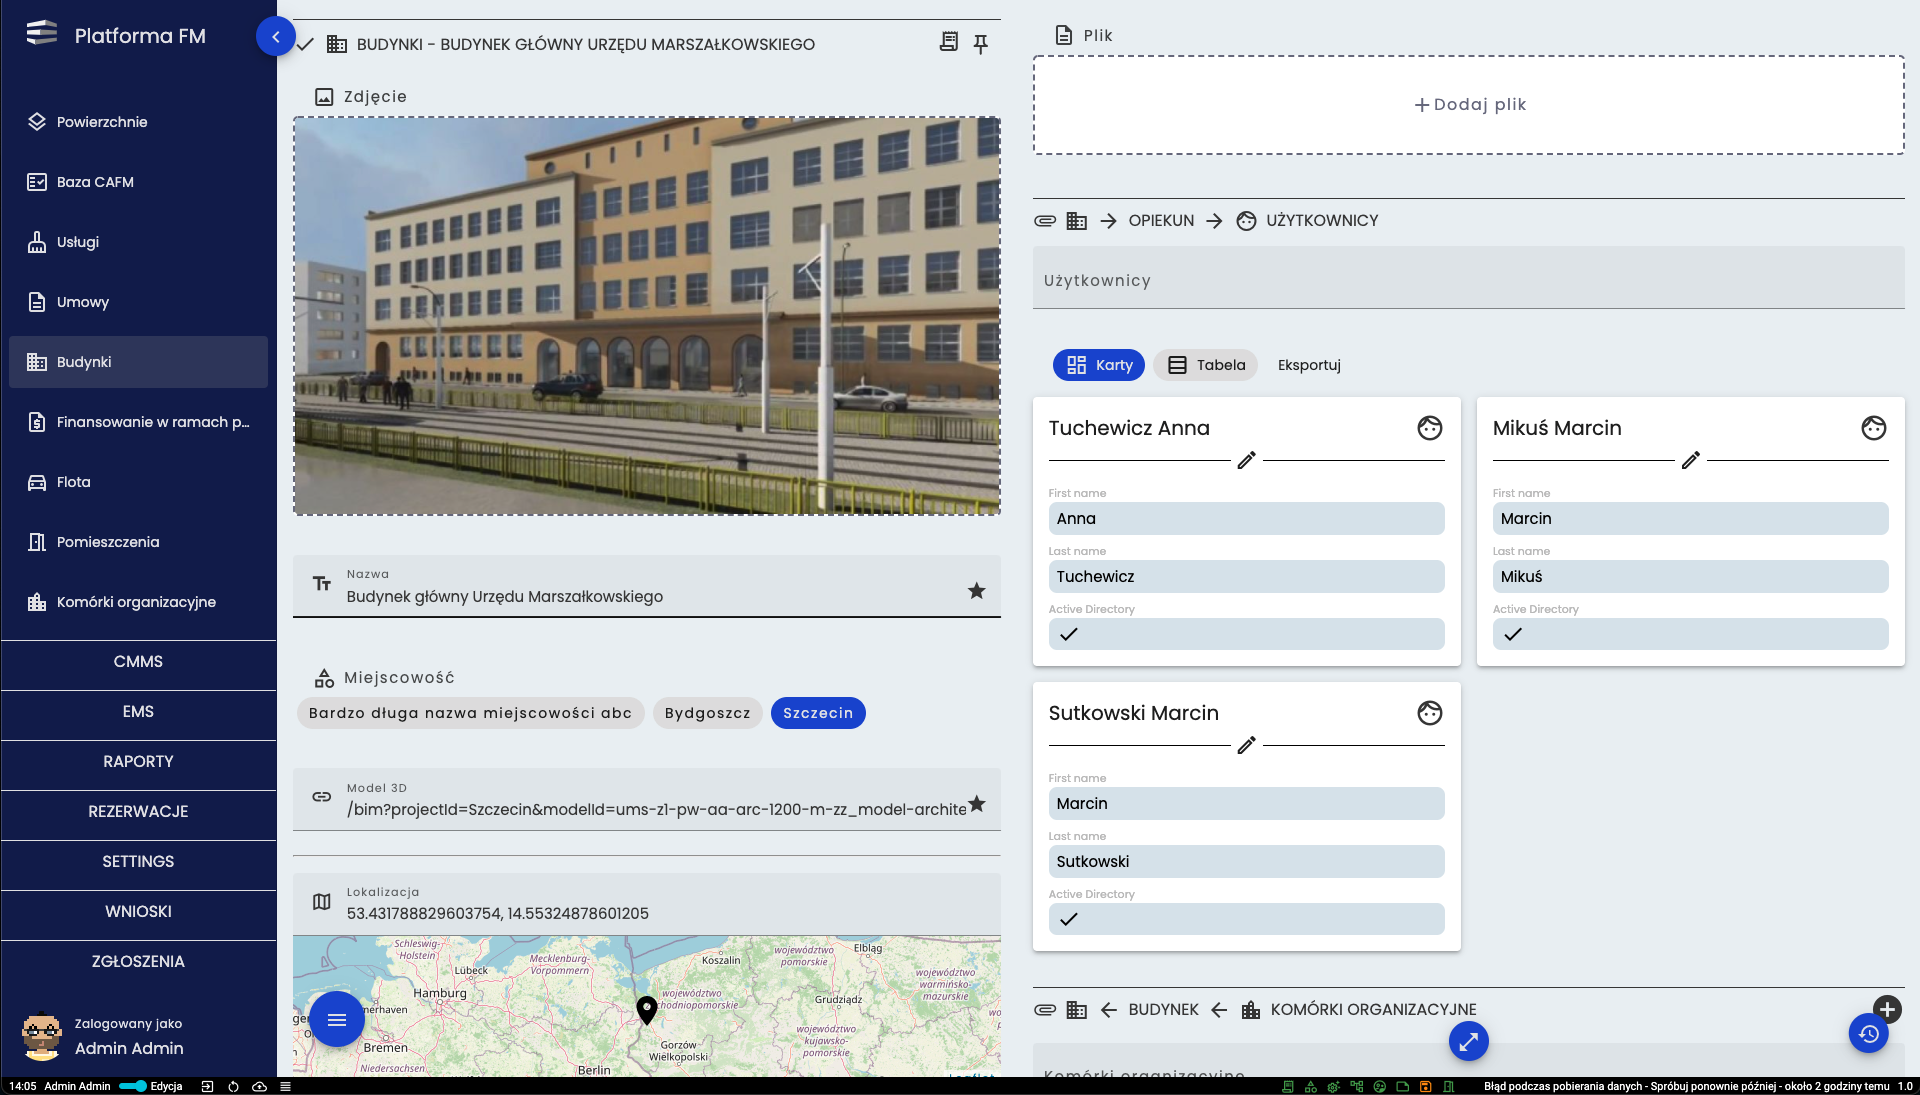 Platforma FM
Powierzchnie
Baza CAFM
Usługi
Umowy
Budynki
Finansowanie w ramach p...
Flota
Pomieszczenia
Komórki organizacyjne
CMMS
EMS
RAPORTY
REZERWACJE
SETTINGS
WNIOSKI
ZGŁOSZENIA
Zalogowany jako
Admin Admin
BUDYNKI - BUDYNEK GŁÓWNY URZĘDU MARSZAŁKOWSKIEGO
Zdjęcie
Nazwa
Budynek główny Urzędu Marszałkowskiego
Miejscowość
Bardzo długa nazwa miejscowości abc
Bydgoszcz
Szczecin
Model 3D
/bim?projectId=Szczecin&modelId=ums-z1-pw-aa-arc-1200-m-zz_model-archite
Lokalizacja
53.431788829603754, 14.55324878601205
Schleswig-
Holstein
Lübeck
Mecklenburg-
Vorpommern
Hamburg
merhaven
Bremen
Niedersachsen
Berlin
Koszalin
województwo
chodniopomorskie
Gorzów
Wielkopolski
województwo
pomorskie
Elbląg
Grudziądz
województwo
warmińsko-
mazurskie
województwo
kujawsko-
pomorskie
Leaflet
Plik
Dodaj plik
OPIEKUN
UŻYTKOWNICY
Użytkownicy
Karty
Tabela
Eksportuj
Tuchewicz Anna
First name
Anna
Last name
Tuchewicz
Active Directory
Mikuś Marcin
First name
Marcin
Last name
Mikuś
Active Directory
Sutkowski Marcin
First name
Marcin
Last name
Sutkowski
Active Directory
BUDYNEK
KOMÓRKI ORGANIZACYJNE
Komórki organizacyjne
14:05 Admin Admin Edycja
Błąd podczas pobierania danych - Spróbuj ponownie później - około 2 godziny temu 1.0